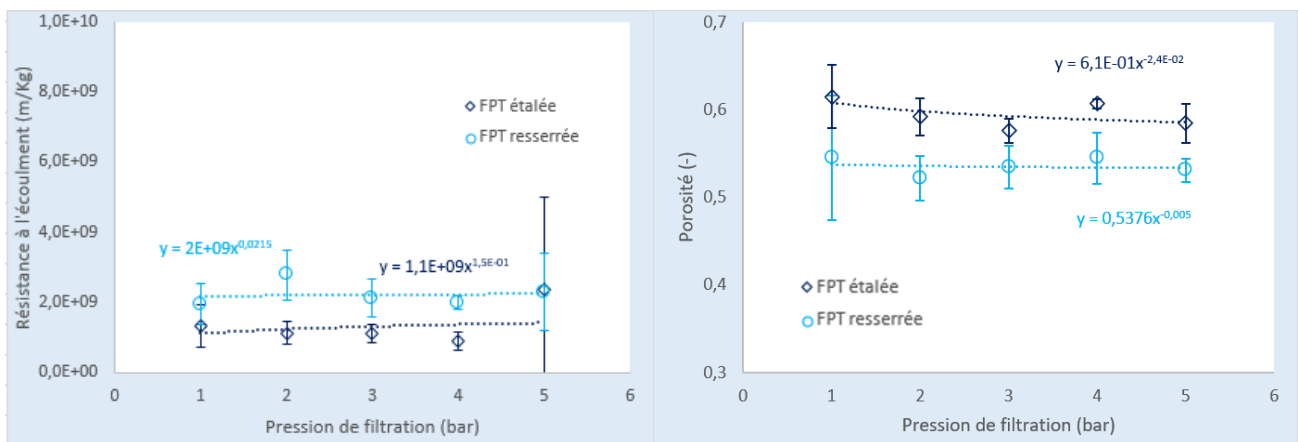 1,0E+10
8,0E+09
6,0E+09
4,0E+09
2,0E+09
0,0E+00
Résistance à l'écoulment (m/Kg)
FPT étalée
FPT resserrée
y = 2E+09x^0,0215
y = 1,1E+09x^1,5E-01
0 1 2 3 4 5 6
Pression de filtration (bar)
0,7
0,6
0,5
0,4
0,3
Porosité (-)
y = 6,1E-01x^-2,4E-02
y = 0,5376x^-0,005
FPT étalée
FPT resserrée
0 1 2 3 4 5 6
Pression de filtration (bar)